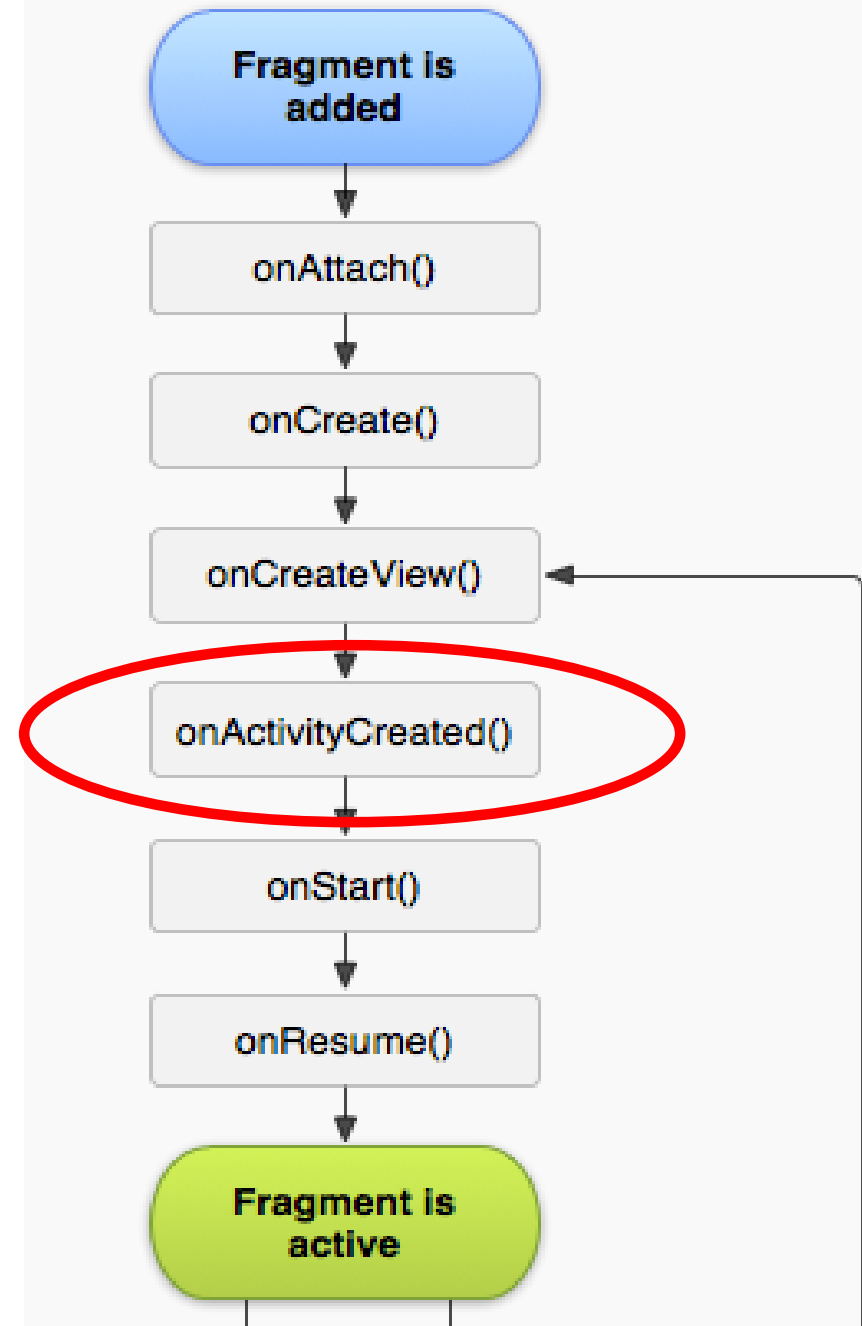 Fragment is
added
onAttach()
onCreate()
onCreateView()
onActivityCreated()
onStart()
onResume()
Fragment is
active